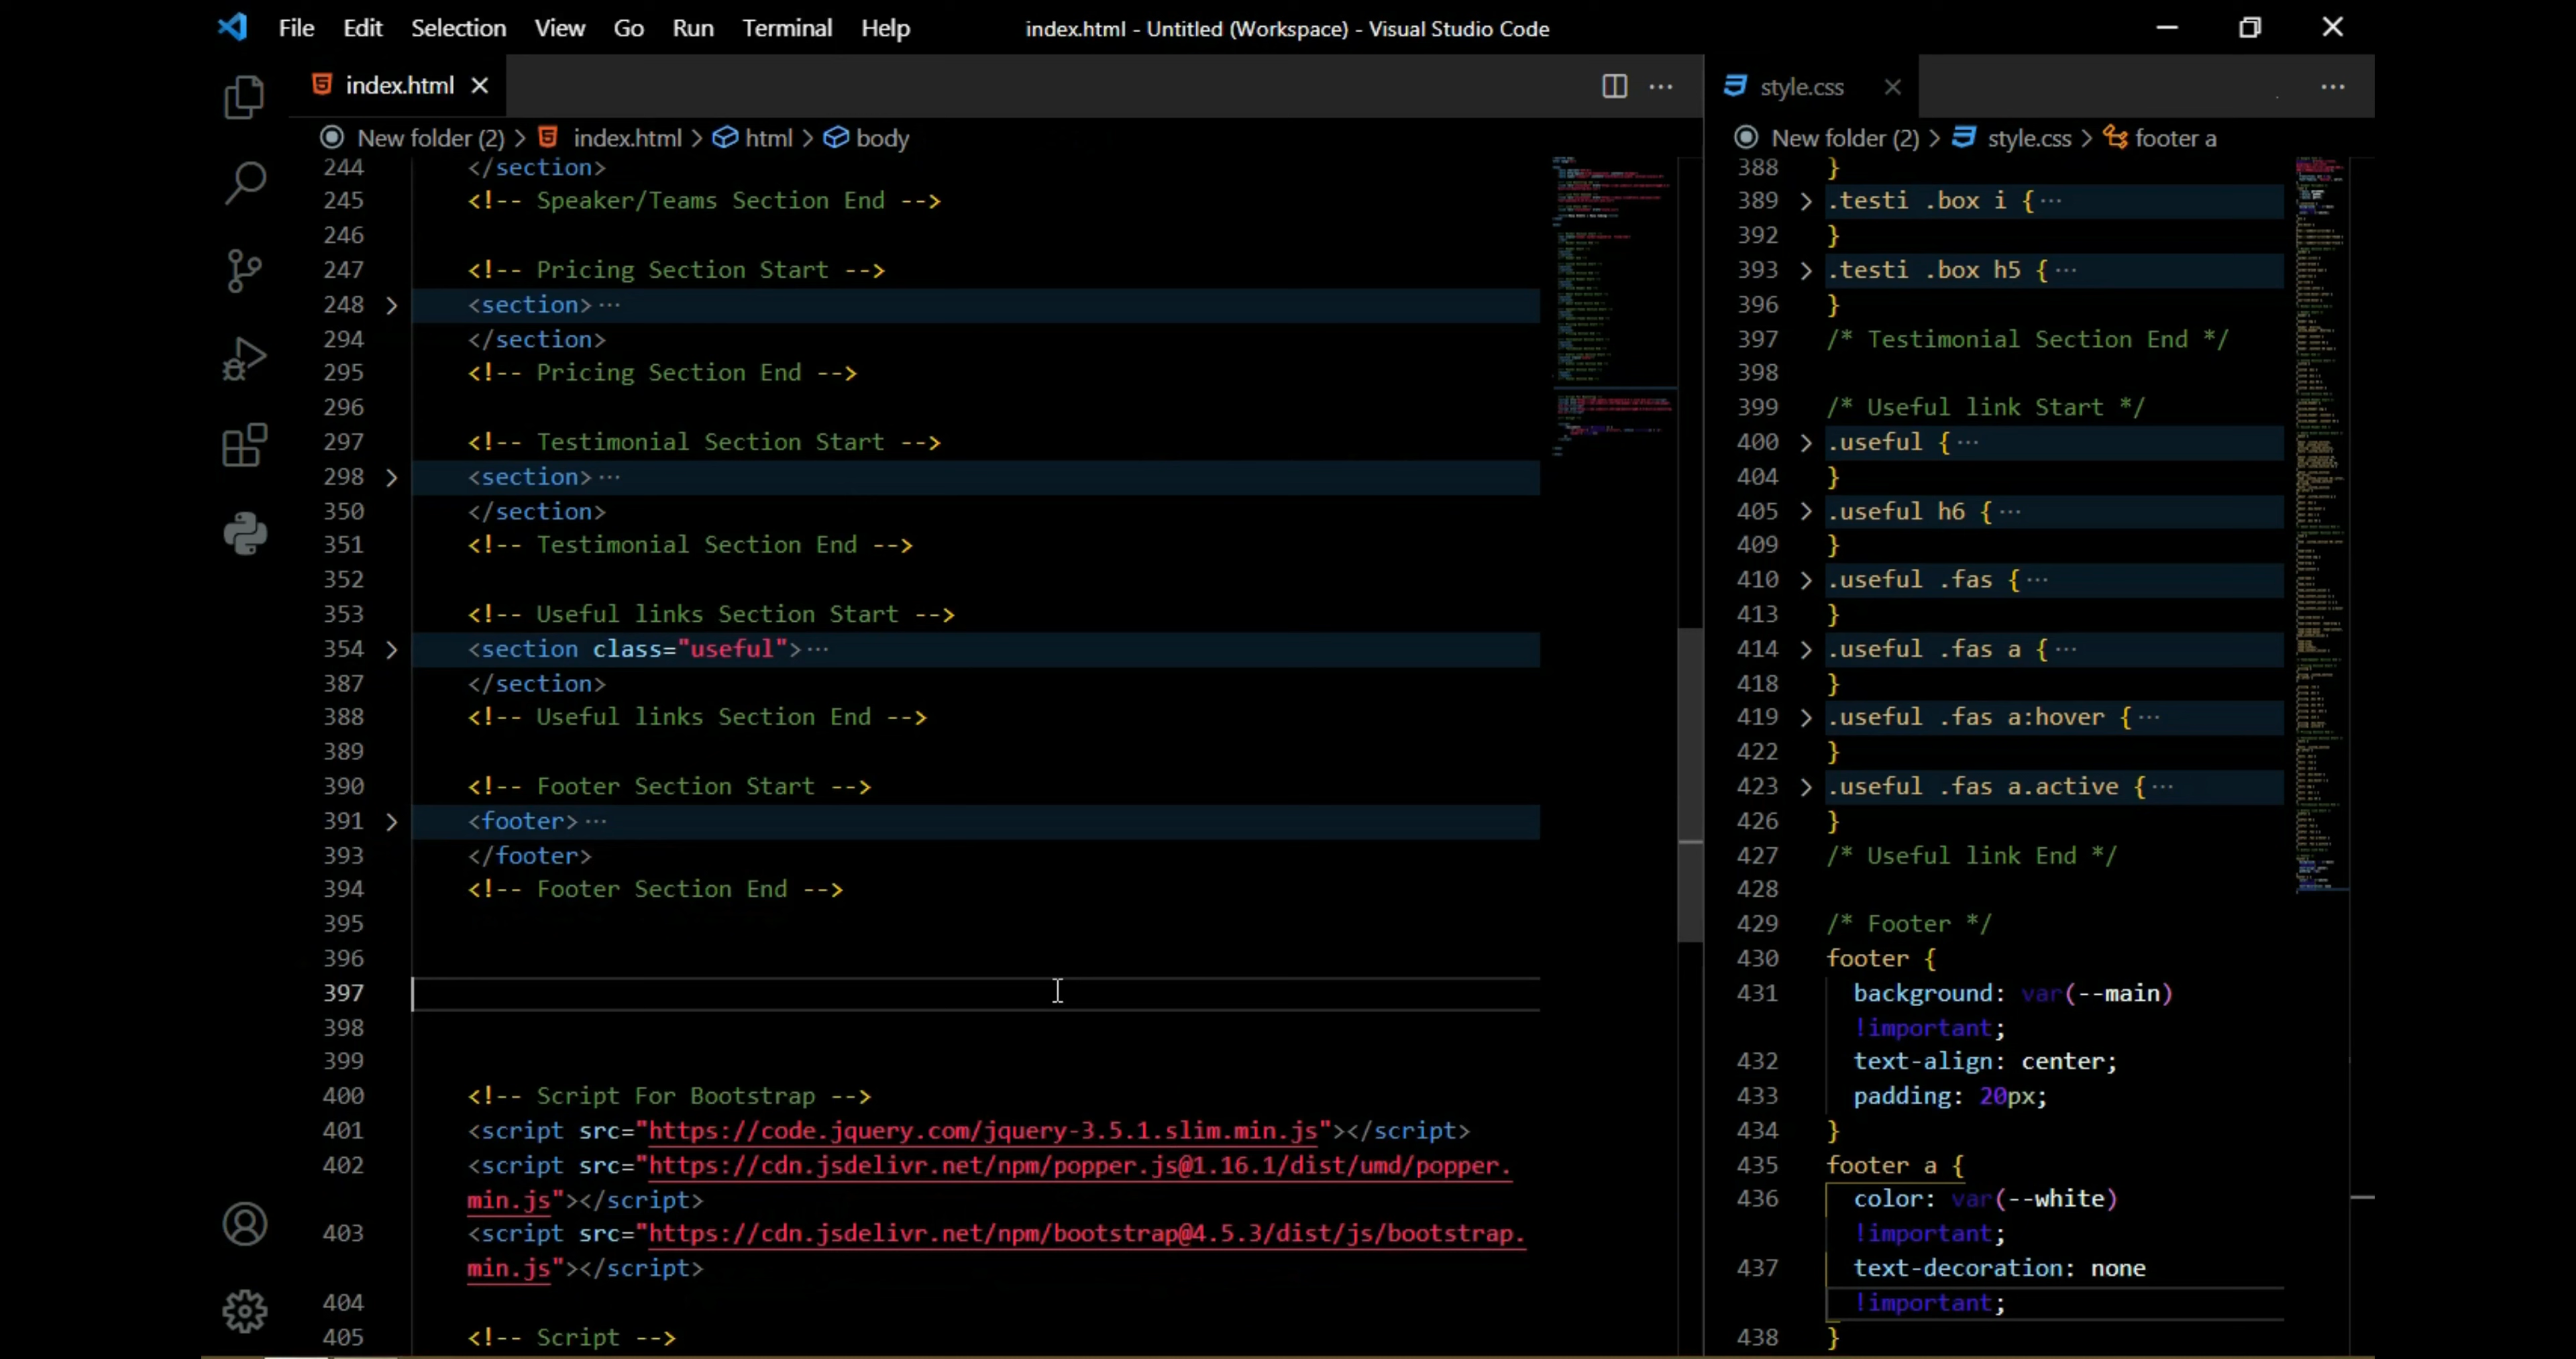 File Edit Selection View Go Run Terminal Help index.html - Untitled (Workspace) - Visual Studio Code
index.html
New folder (2) > index.html > html > body
244 </section>
245 <!-- Speaker/Teams Section End -->
246
247 <!-- Pricing Section Start -->
248 <section>···
294 </section>
295 <!-- Pricing Section End -->
296
297 <!-- Testimonial Section Start -->
298 <section>···
350 </section>
351 <!-- Testimonial Section End -->
352
353 <!-- Useful links Section Start -->
354 <section class="useful">···
387 </section>
388 <!-- Useful links Section End -->
389
390 <!-- Footer Section Start -->
391 <footer>···
393 </footer>
394 <!-- Footer Section End -->
395
396
397
398
399
400 <!-- Script For Bootstrap -->
401 <script src="https://code.jquery.com/jquery-3.5.1.slim.min.js"></script>
402 <script src="https://cdn.jsdelivr.net/npm/popper.js@1.16.1/dist/umd/popper.
min.js"></script>
403 <script src="https://cdn.jsdelivr.net/npm/bootstrap@4.5.3/dist/js/bootstrap.
min.js"></script>
404
405 <!-- Script -->
style.css
New folder (2) > style.css > footer a
388 }
389 .testi .box i {···
392 }
393 .testi .box h5 {···
396 }
397 /* Testimonial Section End */
398
399 /* Useful link Start */
400 .useful {···
404 }
405 .useful h6 {···
409 }
410 .useful .fas {···
413 }
414 .useful .fas a {···
418 }
419 .useful .fas a:hover {···
422 }
423 .useful .fas a.active {···
426 }
427 /* Useful link End */
428
429 /* Footer */
430 footer {
431 background: var(--main)
!important;
432 text-align: center;
433 padding: 20px;
434 }
435 footer a {
436 color: var(--white)
!important;
437 text-decoration: none
!important;
438 }